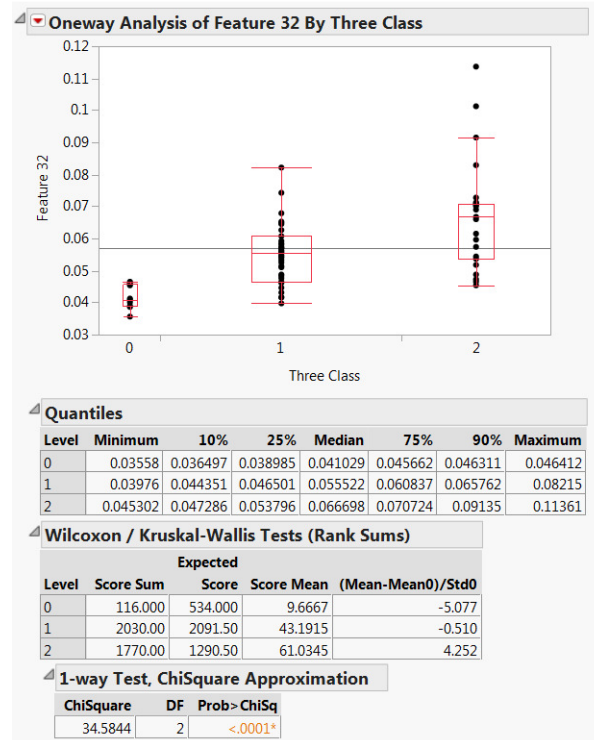 Oneway Analysis of Feature 32 By Three Class
0.12
0.11
0.1
0.09
0.08
0.07
0.06
0.05
0.04
0.03
Feature 32
0 1 2
Three Class
Quantiles
Level Minimum 10% 25% Median 75% 90% Maximum
0 0.03558 0.036497 0.038985 0.041029 0.045662 0.046311 0.046412
1 0.03976 0.044351 0.046501 0.055522 0.060837 0.065762 0.08215
2 0.045302 0.047286 0.053796 0.066698 0.070724 0.09135 0.11361
Wilcoxon / Kruskal-Wallis Tests (Rank Sums)
Expected
Level Score Sum Score Score Mean (Mean-Mean0)/Std0
0 116.000 534.000 9.6667 -5.077
1 2030.00 2091.50 43.1915 -0.510
2 1770.00 1290.50 61.0345 4.252
1-way Test, ChiSquare Approximation
ChiSquare DF Prob>ChiSq
34.5844 2 <.0001*